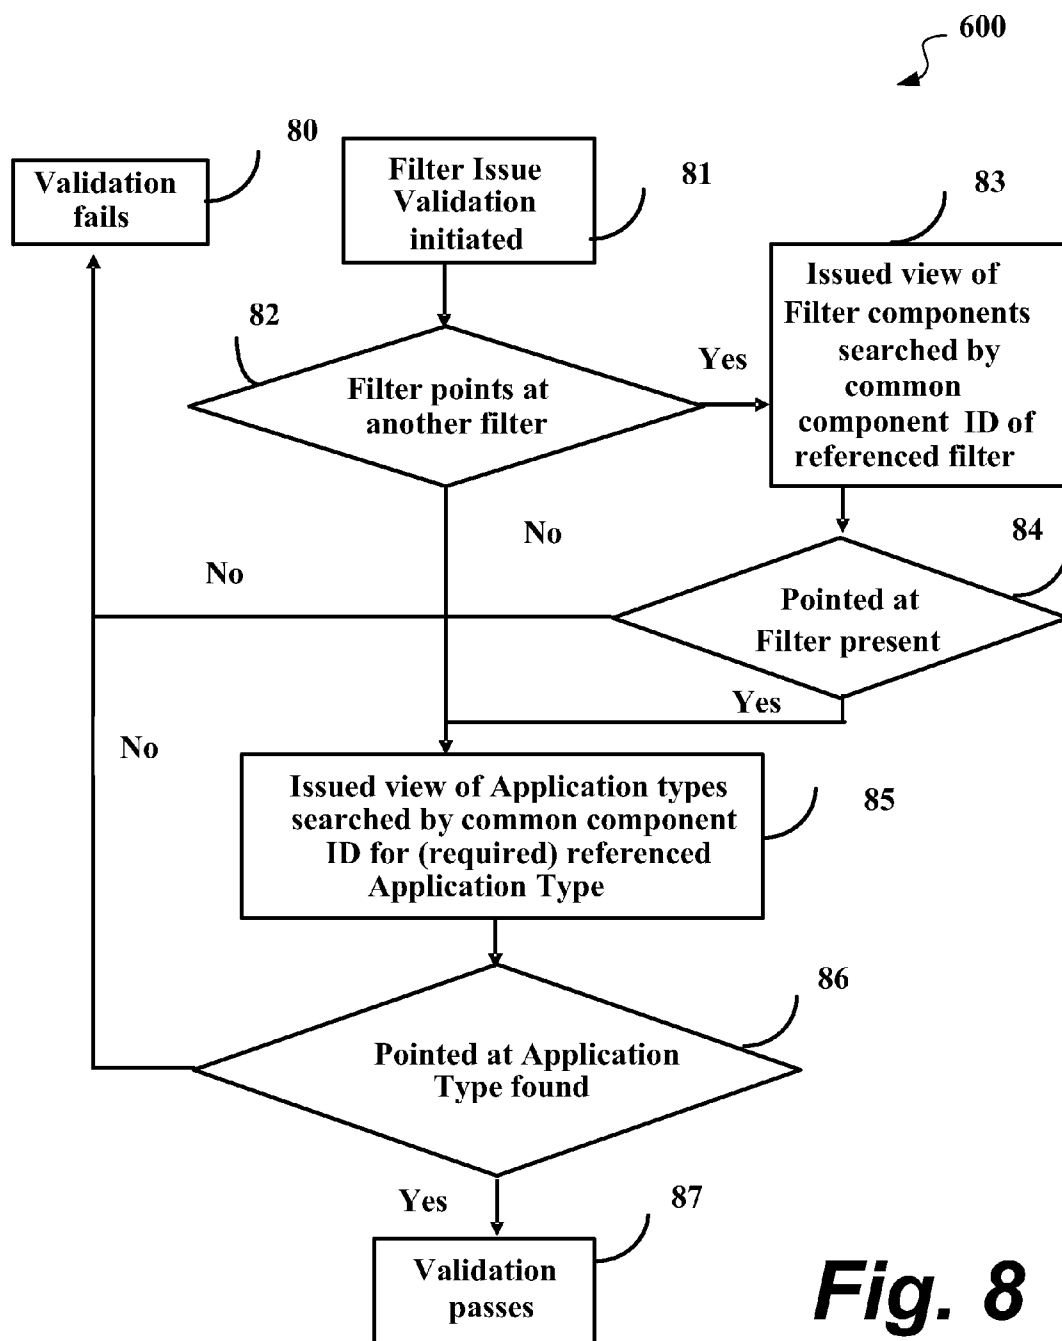 600
80
Validation
fails
Filter Issue
Validation
initiated
81
83
Issued view of
Filter components
searched by
common
component ID of
referenced filter
82
Filter points at
another filter
Yes
No
No
84
Pointed at
Filter present
Yes
No
Issued view of Application types
searched by common component
ID for (required) referenced
Application Type
85
86
Pointed at Application
Type found
Yes
87
Validation
passes
Fig. 8